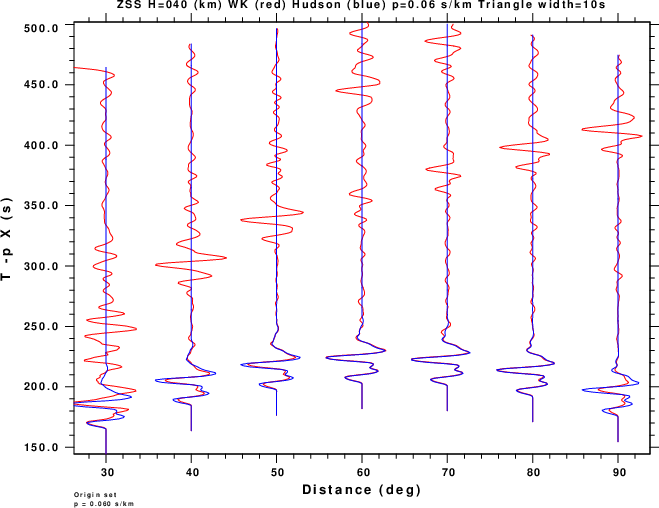 ZSS H=040 (km) WK (red) Hudson (blue) p=0.06 s/km Triangle width=10s
500.0
450.0
400.0
350.0
300.0
250.0
200.0
150.0
T -p X (s)
30 40 50 60 70 80 90
Distance (deg)
Origin set
p = 0.060 s/km